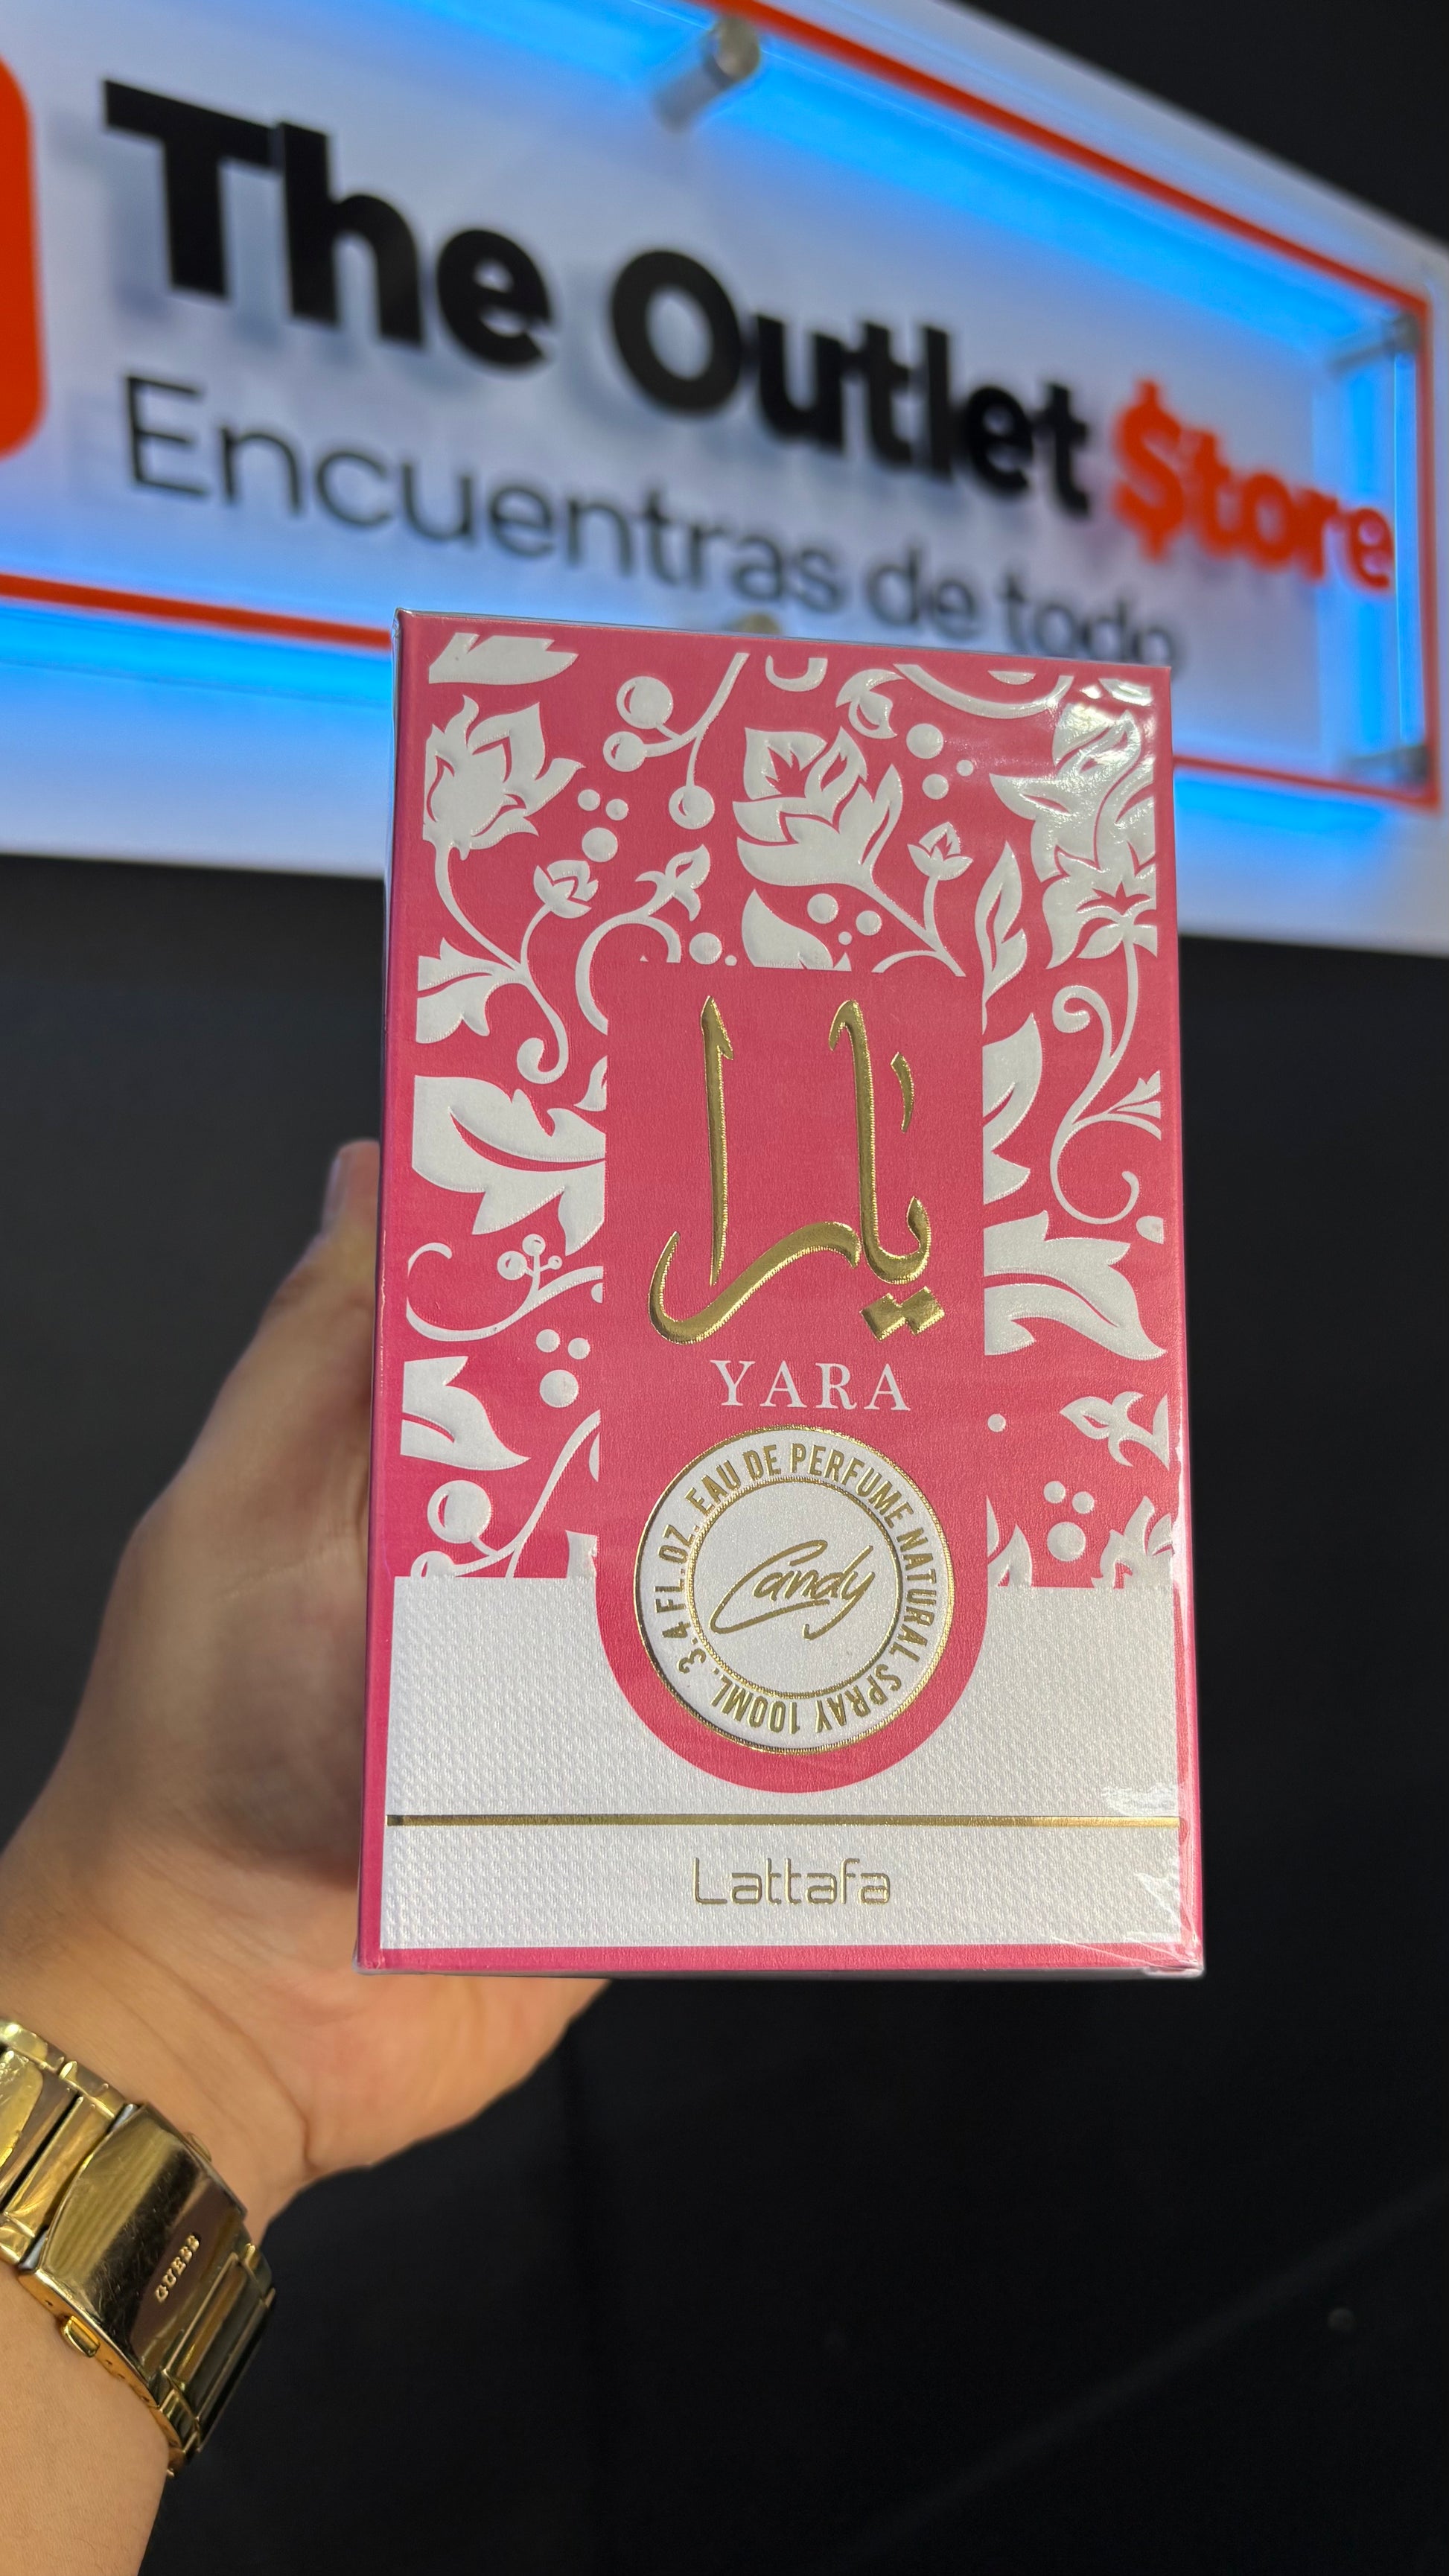 The Outlet $tore
Encuentras de todo
يارا
YARA
3.4 FL.OZ. EAU DE PERFUME NATURAL SPRAY 100ML.
Candy
Lattafa
GUESS